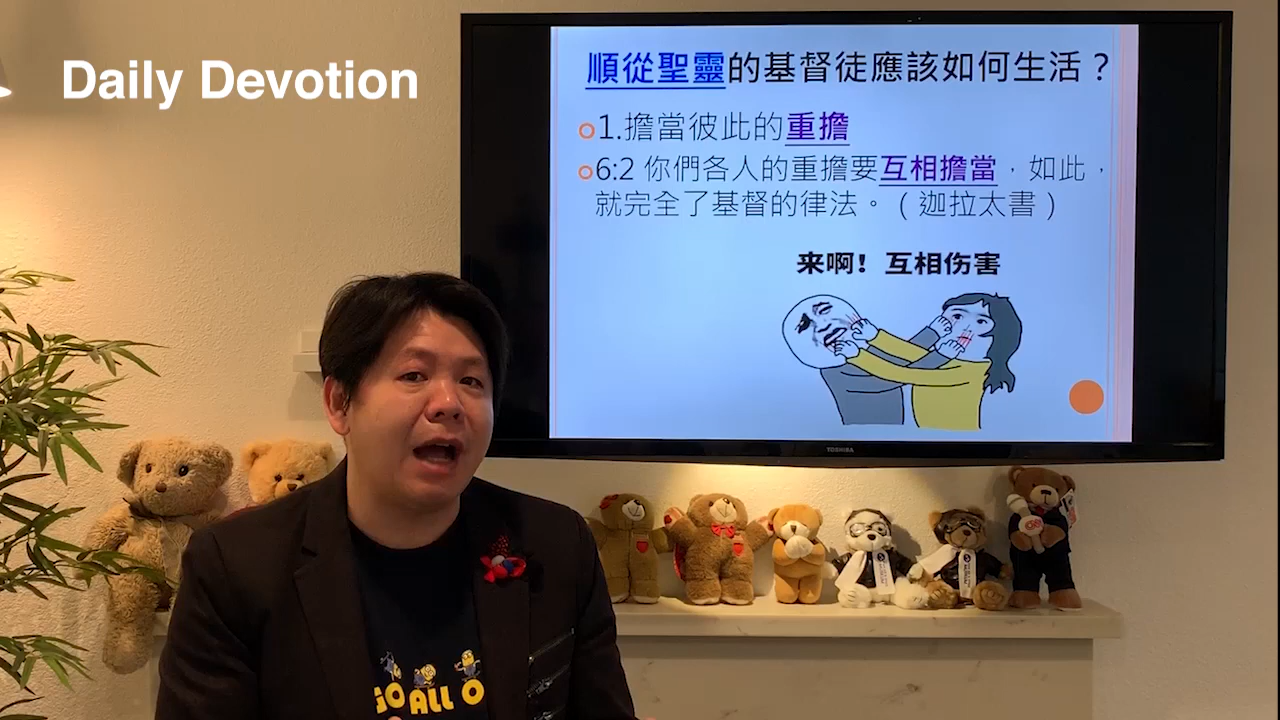 Daily Devotion
順從聖靈的基督徒應該如何生活？
1.擔當彼此的重擔
6:2 你們各人的重擔要互相擔當，如此，
就完全了基督的律法。（迦拉太書）
来啊！互相伤害
TOSHIBA
GO ALL O